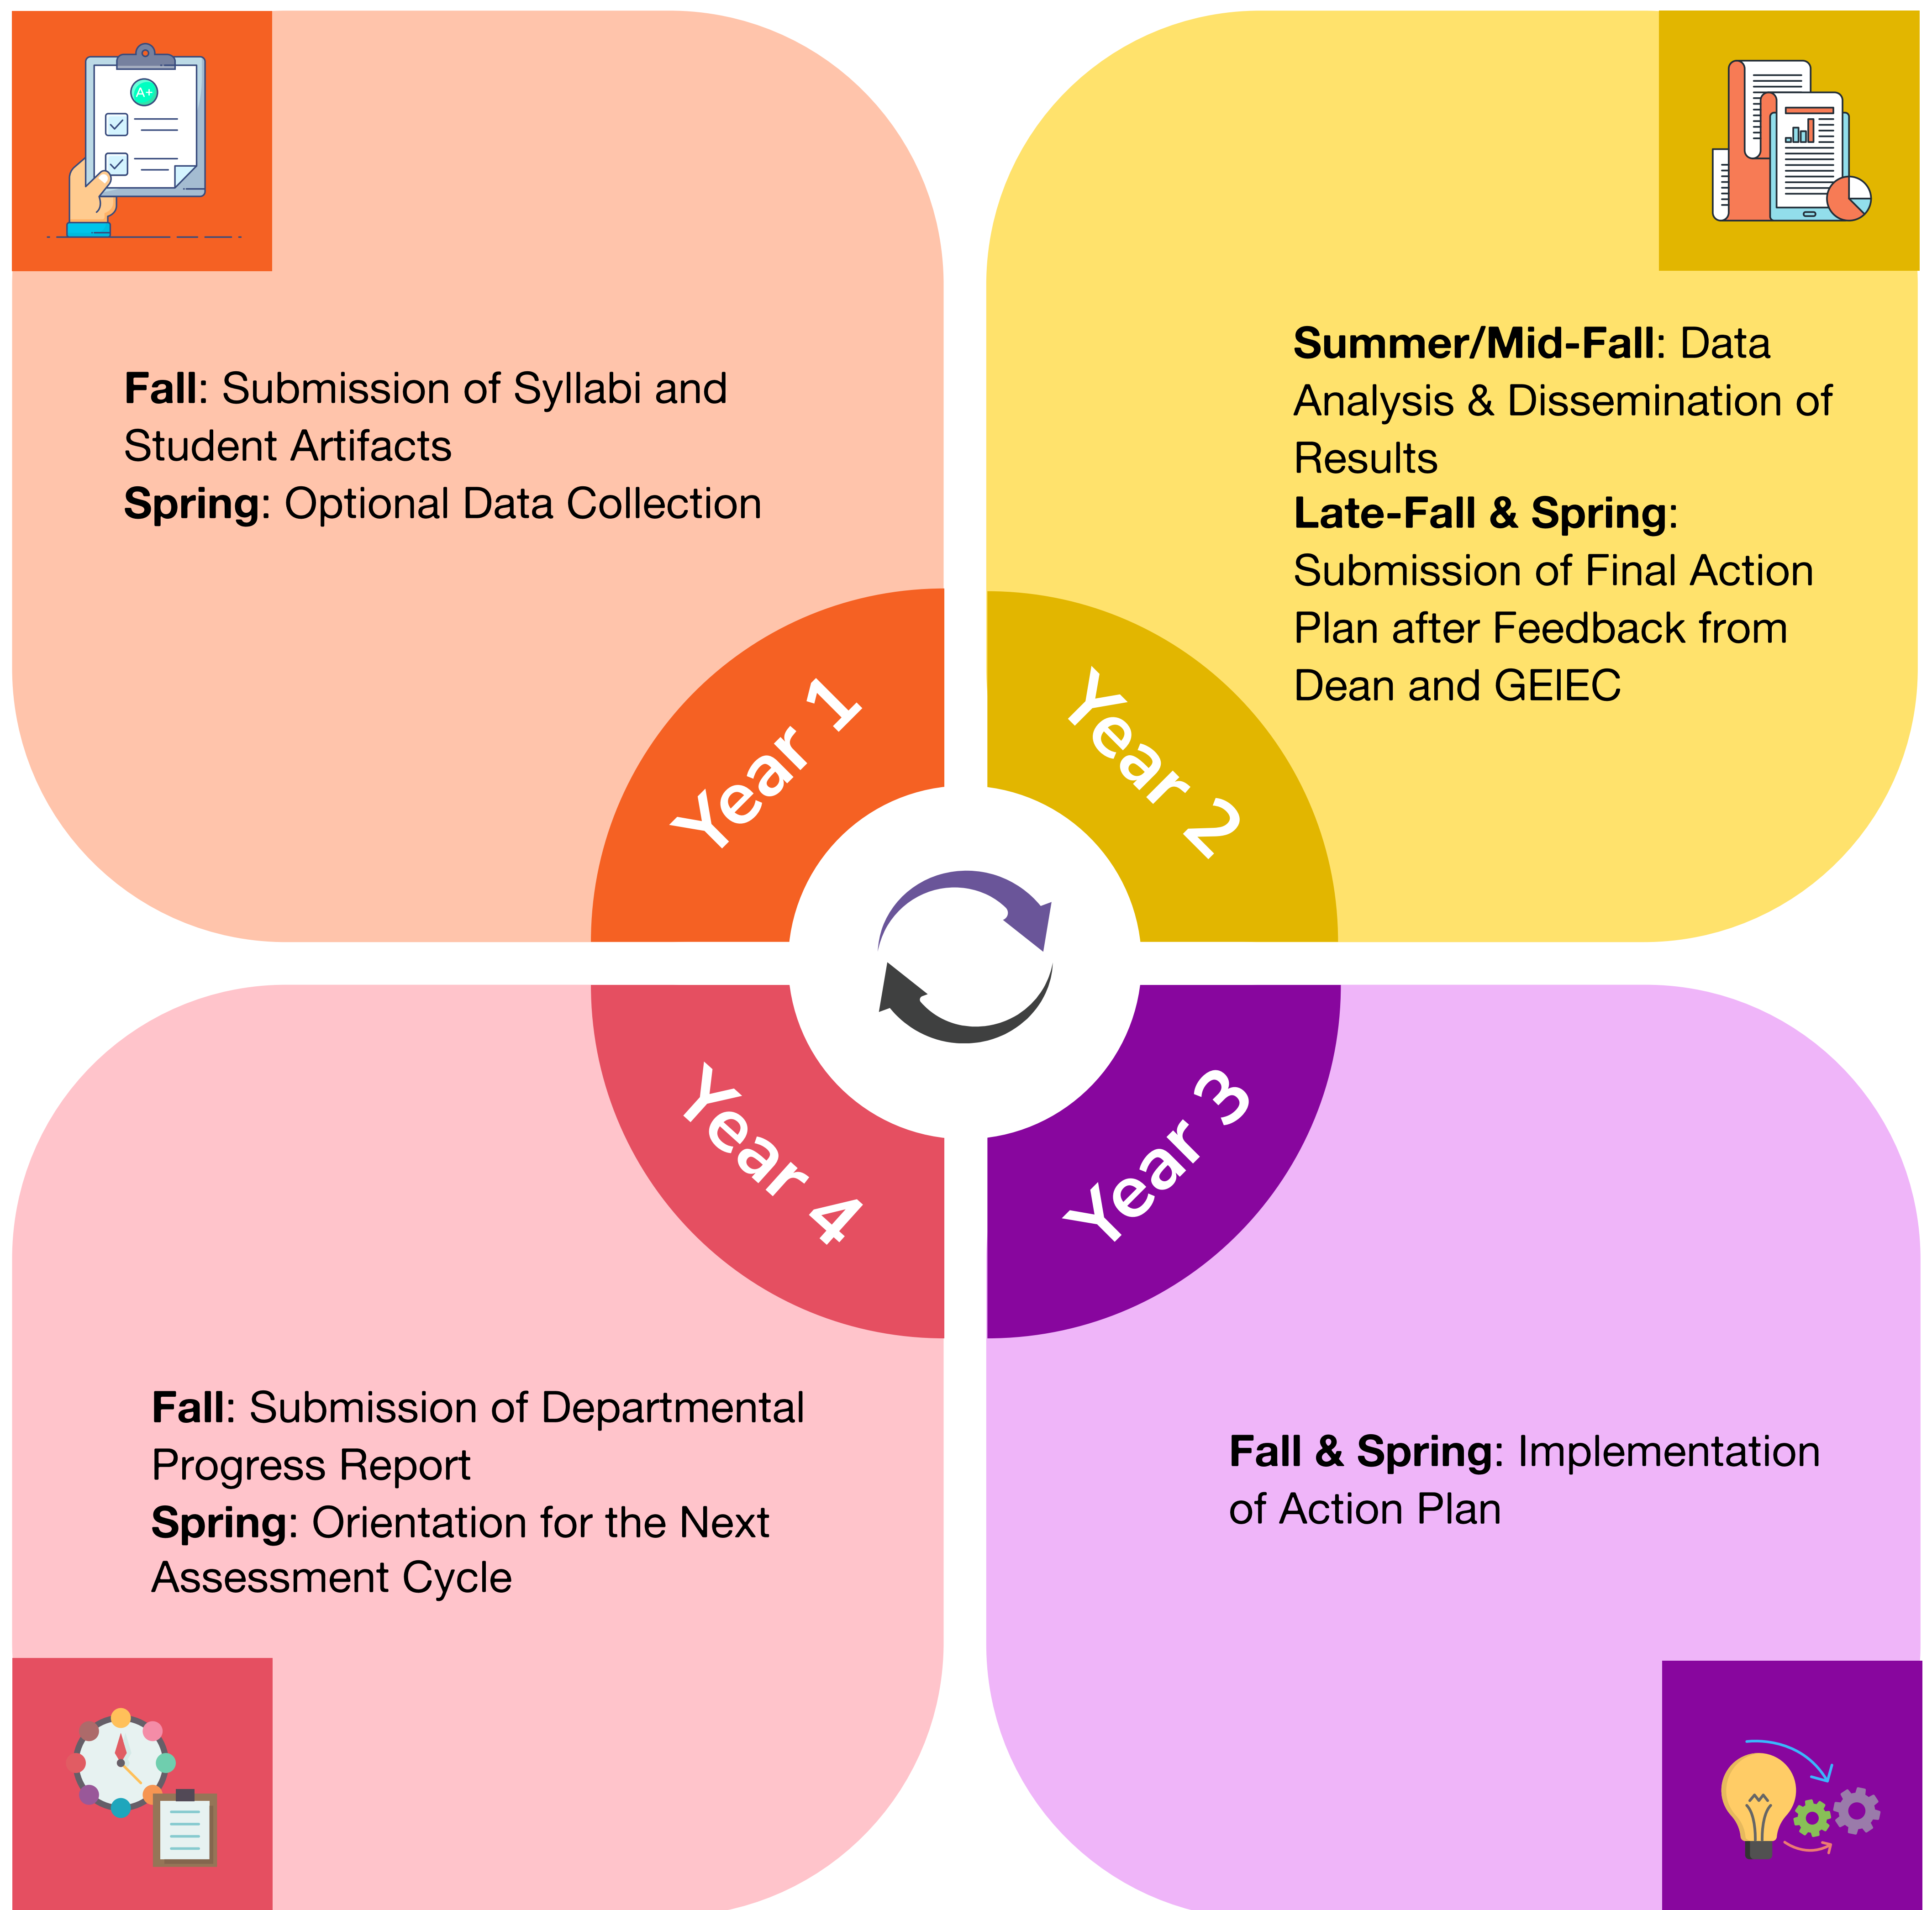 A+
Fall: Submission of Syllabi and
Student Artifacts
Spring: Optional Data Collection
Year 1
Summer/Mid-Fall: Data
Analysis & Dissemination of
Results
Late-Fall & Spring:
Submission of Final Action
Plan after Feedback from
Dean and GEIEC
Year 2
Year 3
Fall & Spring: Implementation
of Action Plan
Year 4
Fall: Submission of Departmental
Progress Report
Spring: Orientation for the Next
Assessment Cycle